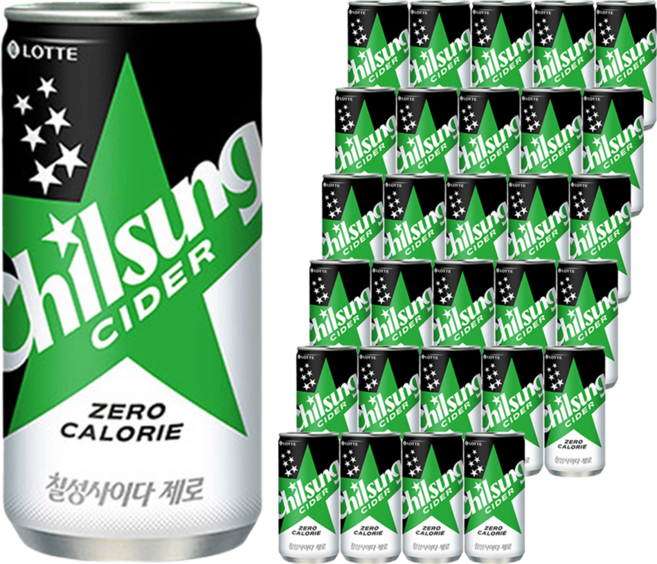 LOTTE
Chilsung
CIDER
ZERO
CALORIE
칠성사이다 제로